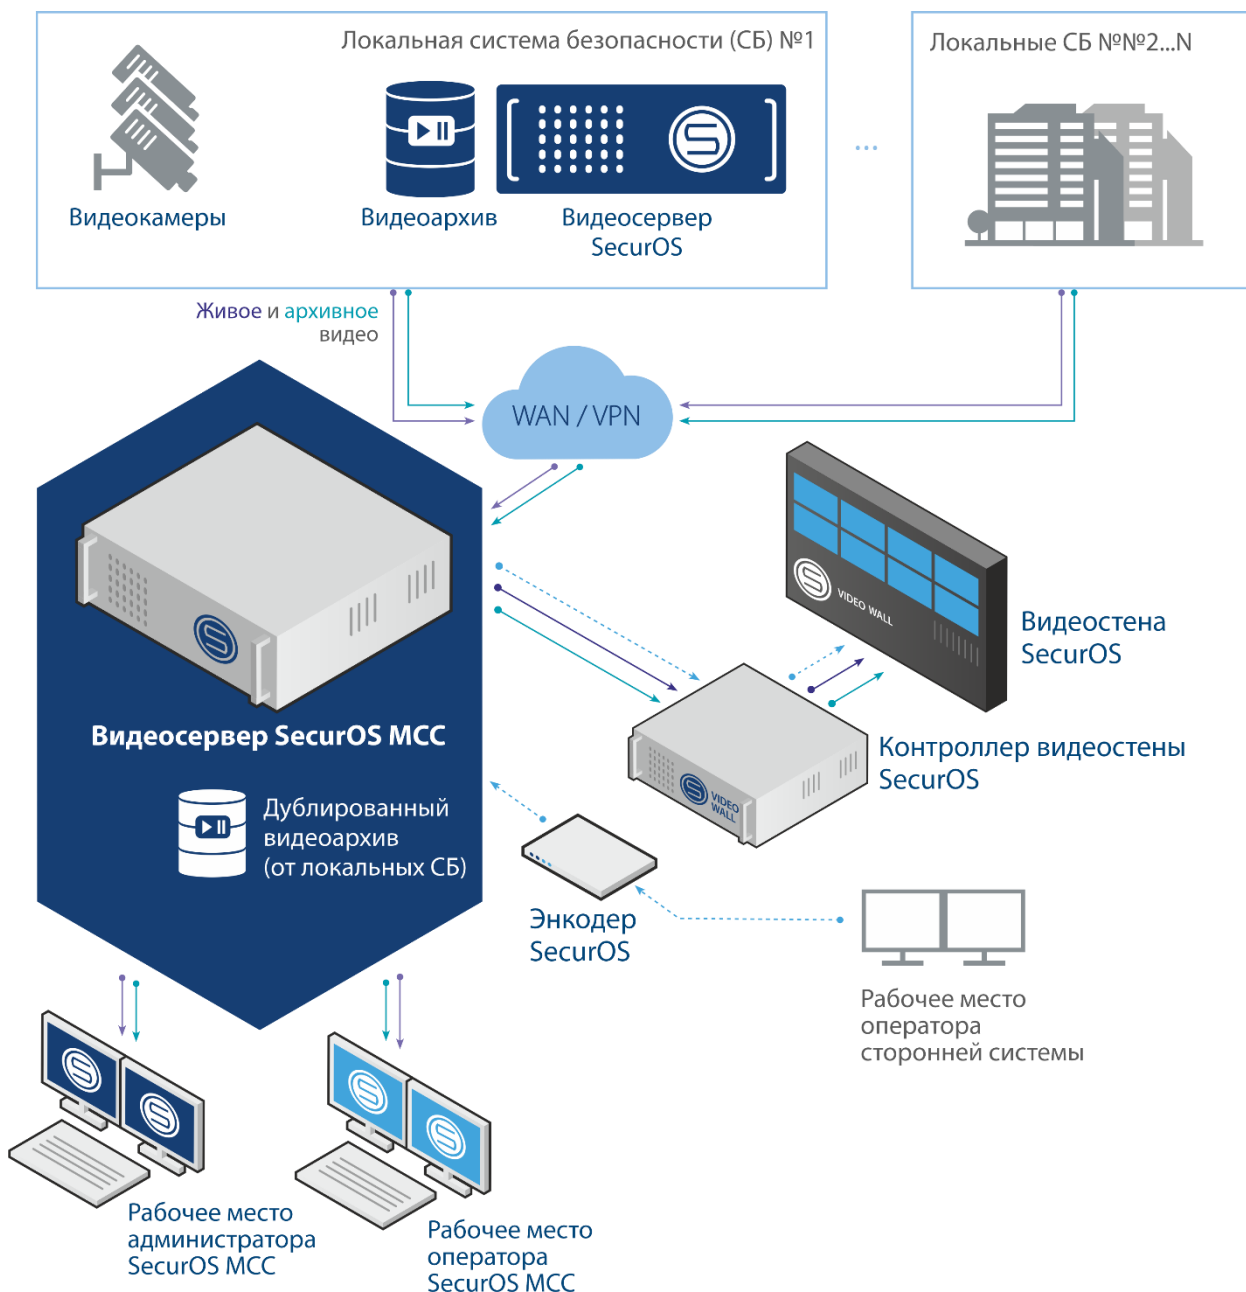 Локальная система безопасности (СБ) №1
Видеокамеры
Видеоархив
Видеосервер
SecurOS
...
Локальные СБ №№2...N
Живое и архивное
видео
WAN / VPN
VIDEO WALL
Видеостена
SecurOS
Видеосервер SecurOS MCC
VIDEO
WALL
Контроллер видеостены
SecurOS
Дублированный
видеоархив
(от локальных СБ)
Энкодер
SecurOS
Рабочее место
оператора
сторонней системы
Рабочее место
администратора
SecurOS MCC
Рабочее место
оператора
SecurOS MCC